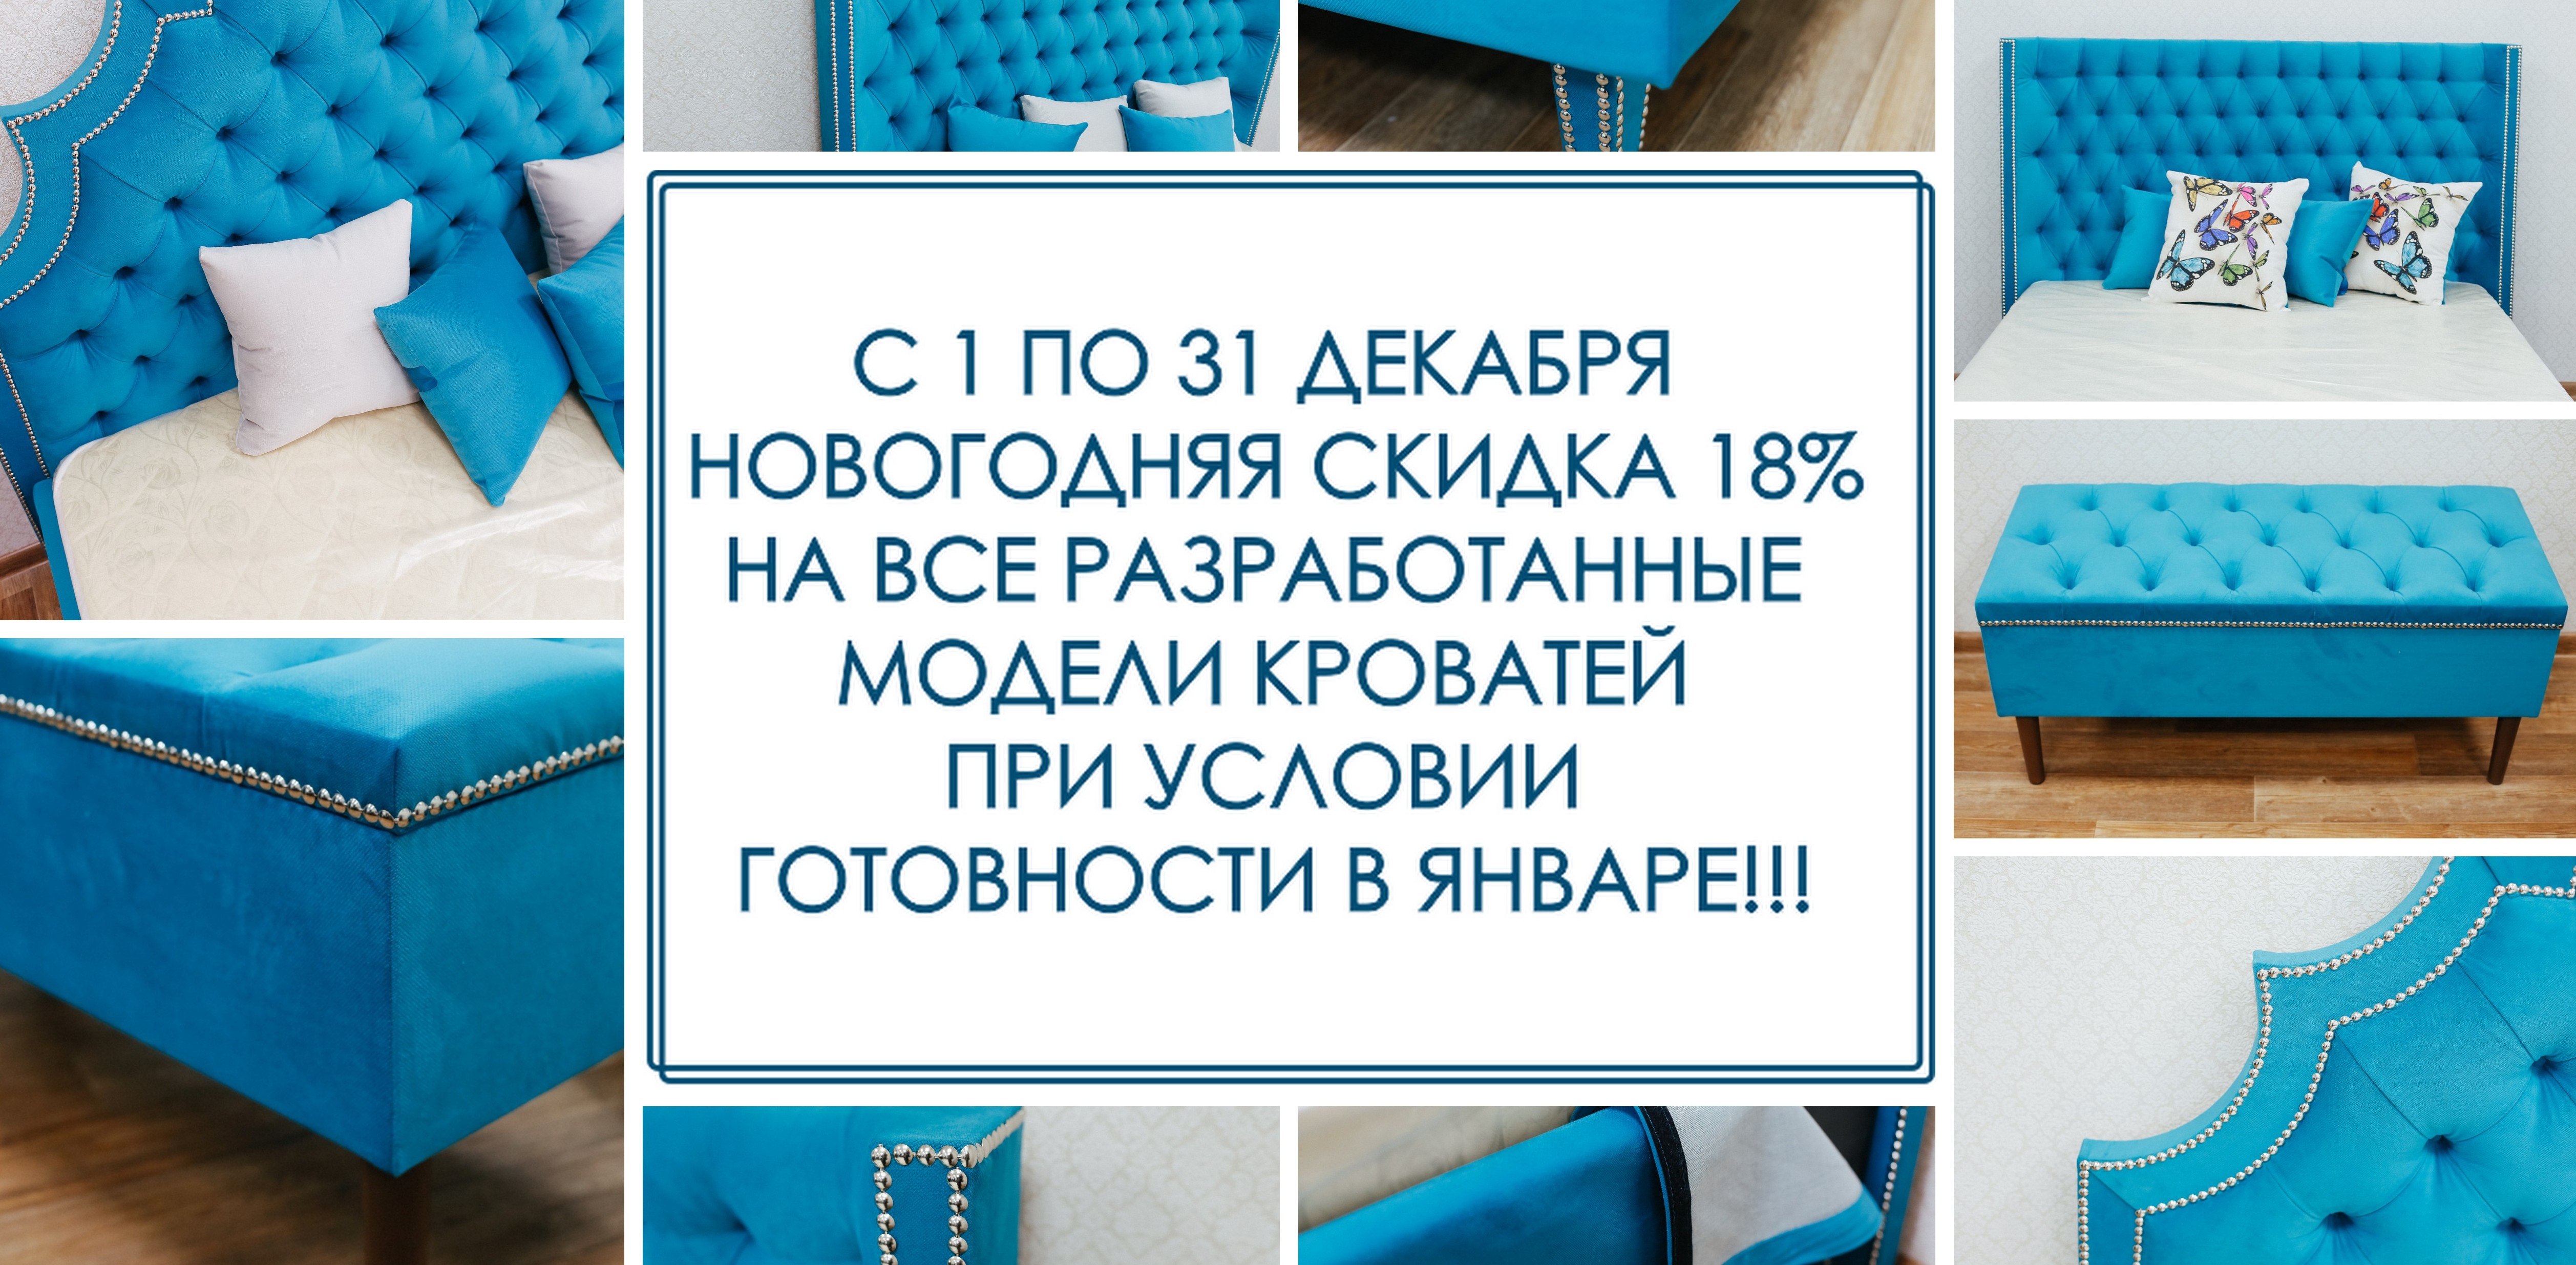 С 1 ПО 31 ДЕКАБРЯ
НОВОГОДНЯЯ СКИДКА 18%
НА ВСЕ РАЗРАБОТАННЫЕ
МОДЕЛИ КРОВАТЕЙ
ПРИ УСЛОВИИ
ГОТОВНОСТИ В ЯНВАРЕ!!!